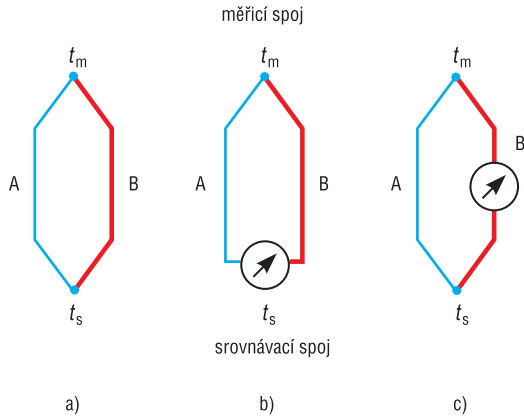 měřicí spoj
tm tm tm
A B A B A B
ts ts ts
srovnávací spoj
a) b) c)